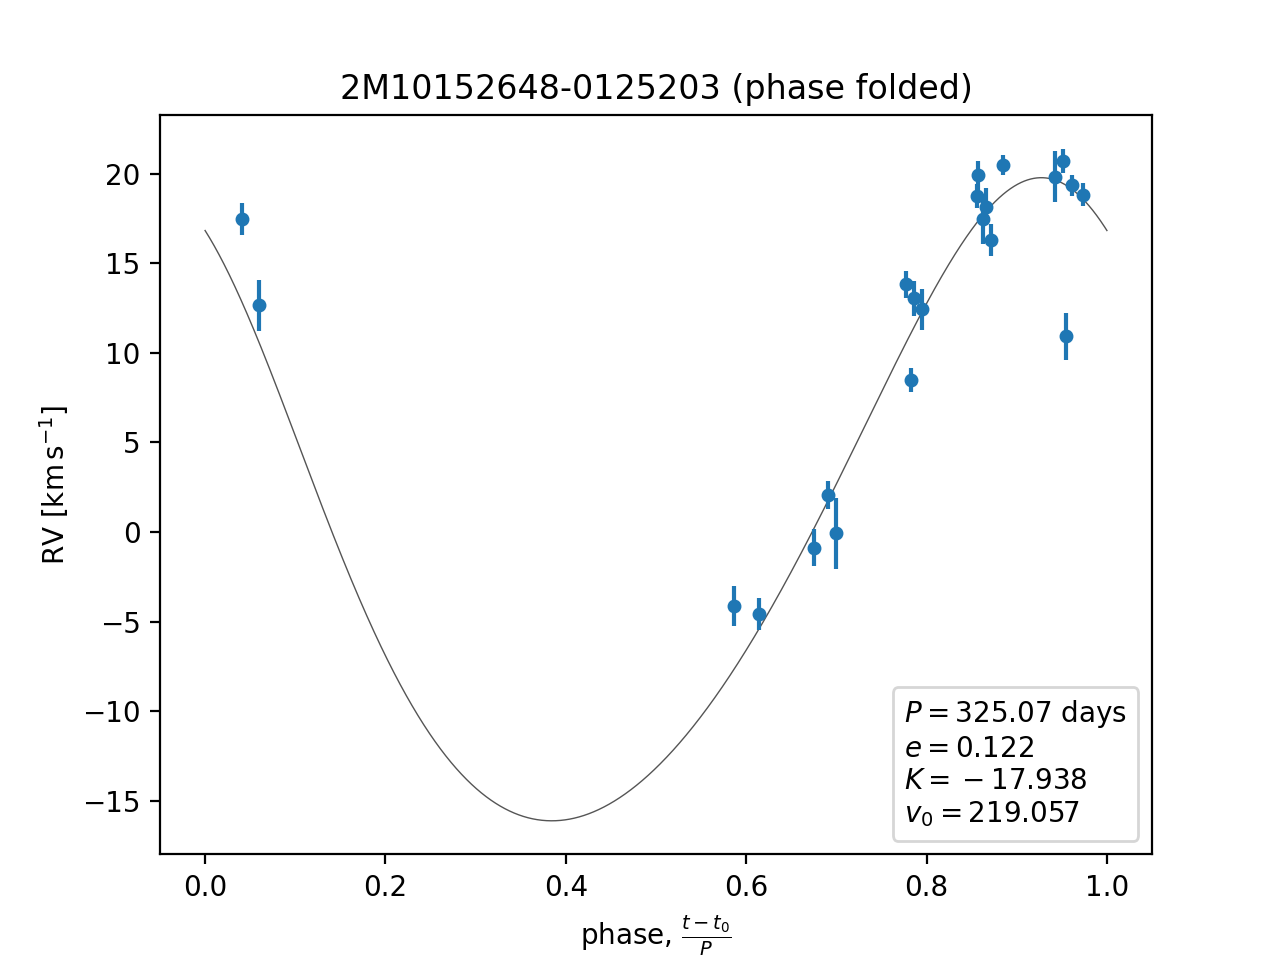 2M10152648-0125203 (phase folded)
RV [km s⁻¹]
20
15
10
5
0
−5
−10
−15
P = 325.07 days
e = 0.122
K = − 17.938
v₀ = 219.057
0.0 0.2 0.4 0.6 0.8 1.0
phase, (t − t₀)/P